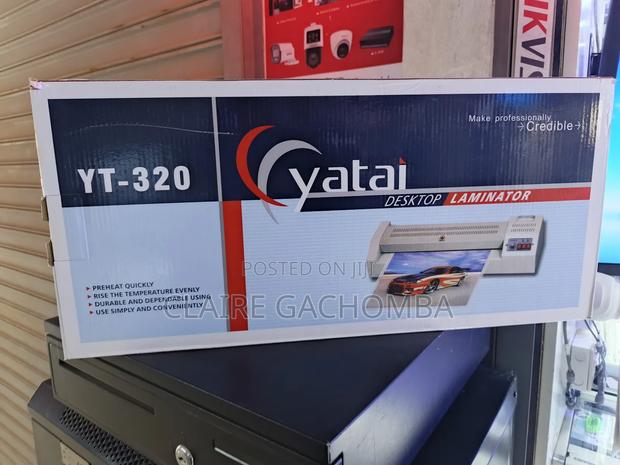 HIKVIS
Make professionally
Credible
YT-320
yatai
DESKTOP LAMINATOR
PREHEAT QUICKLY
RISE THE TEMPERATURE EVENLY
DURABLE AND DEPENDABLE USING
USE SIMPLY AND CONVENIENTLY
POSTED ON JIJI
CLAIRE GACHOMBA